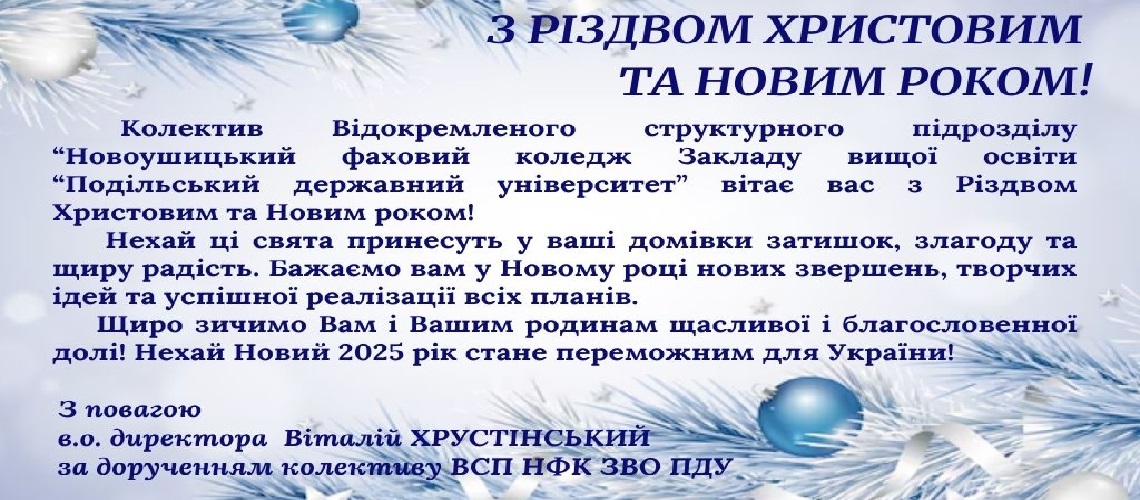 З РІЗДВОМ ХРИСТОВИМ
ТА НОВИМ РОКОМ!
Колектив Відокремленого структурного підрозділу
“Новоушицький фаховий коледж Закладу вищої освіти
“Подільський державний університет” вітає вас з Різдвом
Христовим та Новим роком!
Нехай ці свята принесуть у ваші домівки затишок, злагоду та
щиру радість. Бажаємо вам у Новому році нових звершень, творчих
ідей та успішної реалізації всіх планів.
Щиро зичимо Вам і Вашим родинам щасливої і благословенної
долі! Нехай Новий 2025 рік стане переможним для України!
З повагою
в.о. директора Віталій ХРУСТІНСЬКИЙ
за дорученням колективу ВСП НФК ЗВО ПДУ